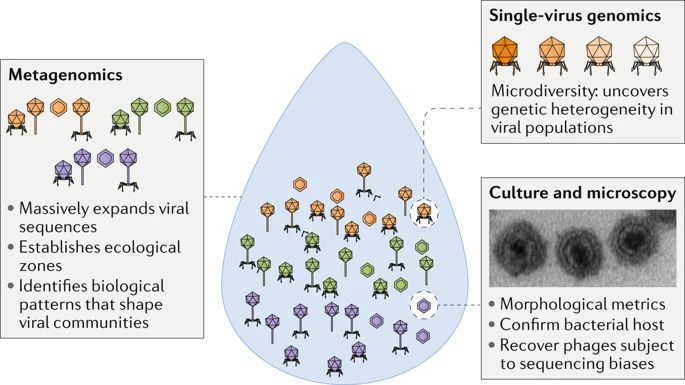 Metagenomics
• Massively expands viral
sequences
• Establishes ecological
zones
• Identifies biological
patterns that shape
viral communities
Single-virus genomics
Microdiversity: uncovers
genetic heterogeneity in
viral populations
Culture and microscopy
• Morphological metrics
• Confirm bacterial host
• Recover phages subject
to sequencing biases